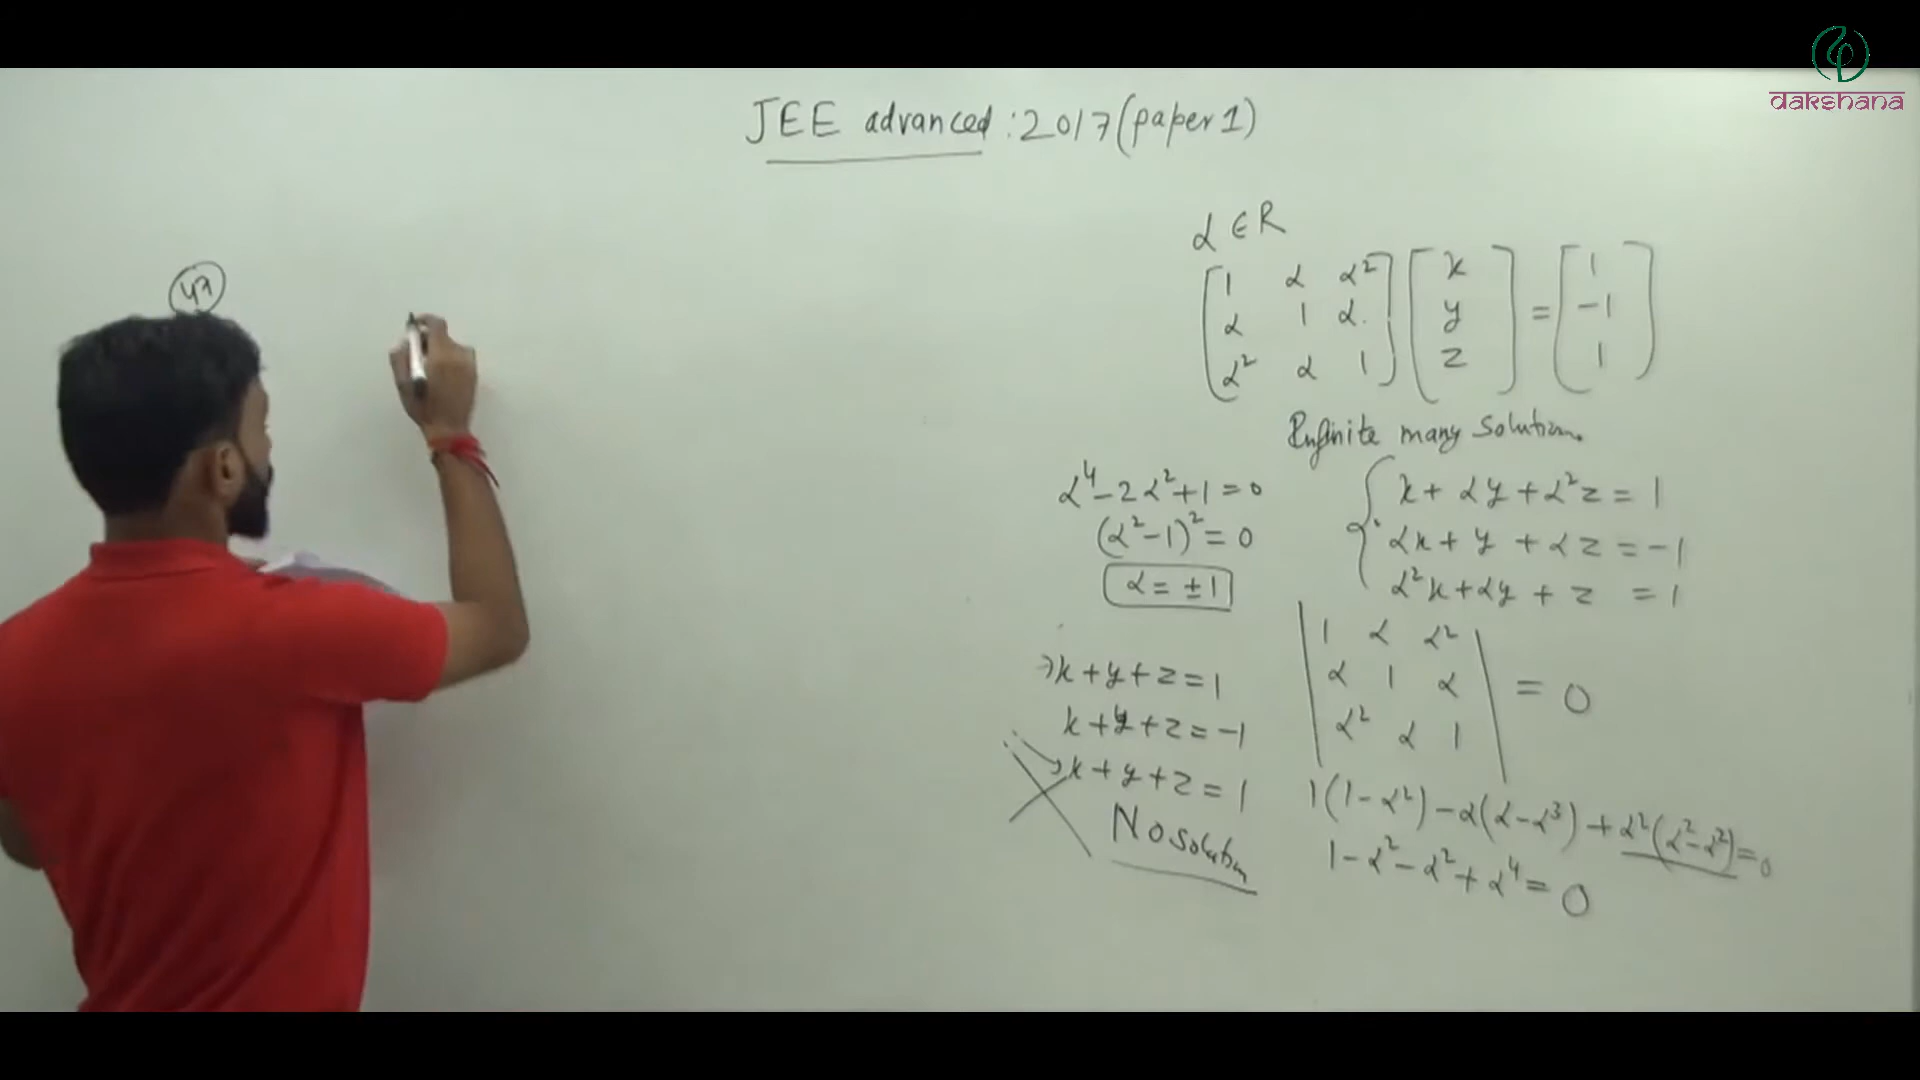 dakshana
JEE advanced : 2017 (paper 1)
47
α ∈ R
[1 α α²; α 1 α; α² α 1] [x; y; z] = [1; -1; 1]
Infinite many Solution.
α⁴ - 2α² + 1 = 0
(α² - 1)² = 0
α = ±1
x + αy + α²z = 1
αx + y + αz = -1
α²x + αy + z = 1
|1 α α²; α 1 α; α² α 1| = 0
1(1 - α²) - α(α - α³) + α²(α² - α²) = 0
1 - α² - α² + α⁴ = 0
→ x + y + z = 1
x + y + z = -1
→ x + y + z = 1
No solution